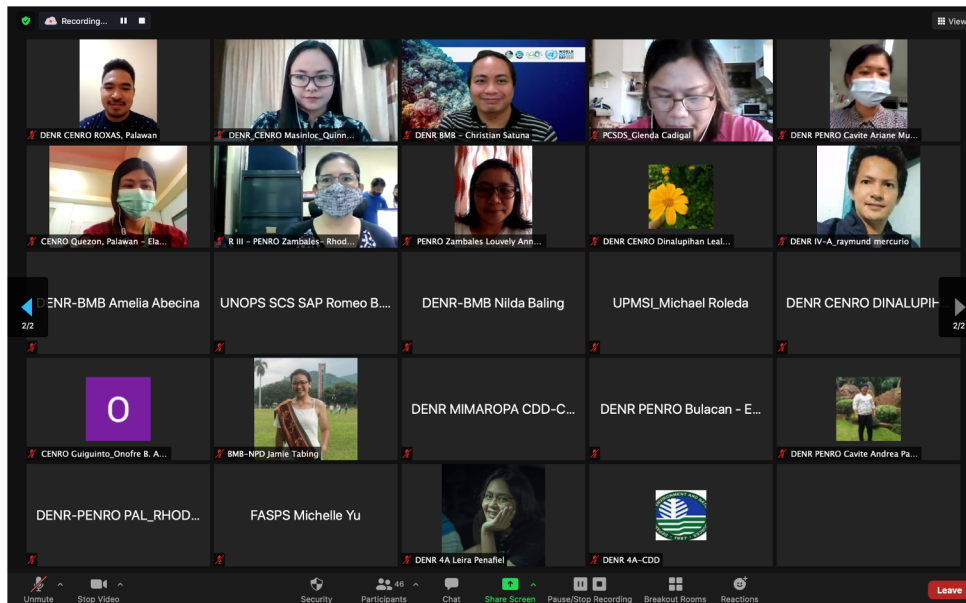 Recording...
View
DENR CENRO ROXAS, Palawan
DENR_CENRO Masinloc_Quinn...
DENR BMB - Christian Satuna
PCSDS_Glenda Cadigal
DENR PENRO Cavite Ariane Mu...
CENRO Quezon, Palawan - Ela...
R III - PENRO Zambales- Rhod...
PENRO Zambales Louvely Ann...
DENR CENRO Dinalupihan Leal...
DENR IV-A_raymund mercurio
DENR-BMB Amelia Abecina
UNOPS SCS SAP Romeo B....
DENR-BMB Nilda Baling
UPMSI_Michael Roleda
DENR CENRO DINALUPIH
2/2
2/2
O
CENRO Guiguinto_Onofre B. A...
BMB-NPD Jamie Tabing
DENR MIMAROPA CDD-C...
DENR PENRO Bulacan - E...
DENR PENRO Cavite Andrea Pa...
DENR-PENRO PAL_RHOD...
FASPS Michelle Yu
DENR 4A Leira Penafiel
DENR 4A-CDD
Unmute
Stop Video
Security
46
Participants
Chat
Share Screen
Pause/Stop Recording
Breakout Rooms
Reactions
Leave